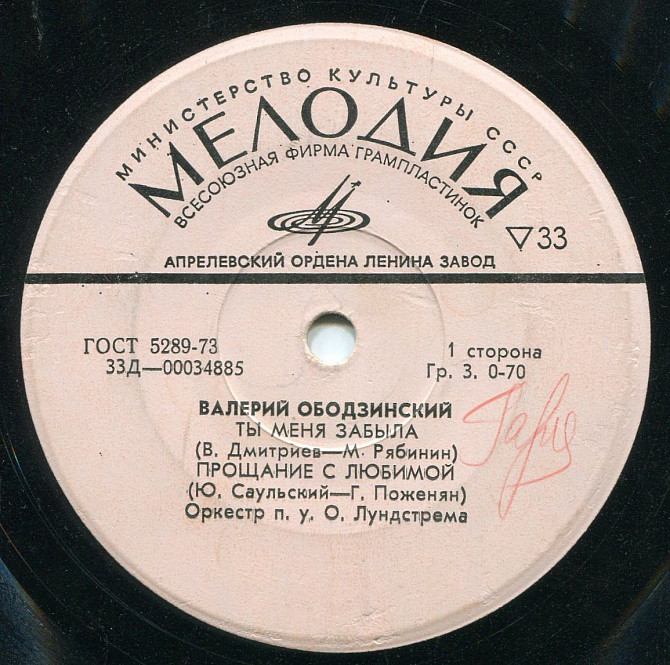 МИНИСТЕРСТВО КУЛЬТУРЫ СССР
МЕЛОДИЯ
ВСЕСОЮЗНАЯ ФИРМА ГРАМПЛАСТИНОК
▽33
АПРЕЛЕВСКИЙ ОРДЕНА ЛЕНИНА ЗАВОД
ГОСТ 5289-73
33Д—00034885
1 сторона
Гр. 3. 0-70
ВАЛЕРИЙ ОБОДЗИНСКИЙ
ТЫ МЕНЯ ЗАБЫЛА
(В. Дмитриев—М. Рябинин)
ПРОЩАНИЕ С ЛЮБИМОЙ
(Ю. Саульский—Г. Поженян)
Оркестр п. у. О. Лундстрема